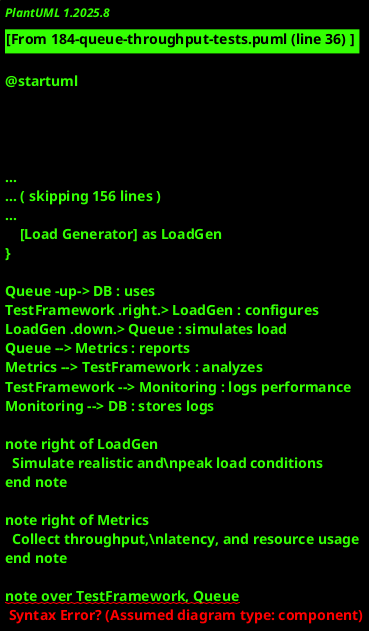 PlantUML 1.2025.8
[From 184-queue-throughput-tests.puml (line 36) ]
@startuml
...
... ( skipping 156 lines )
...
[Load Generator] as LoadGen
}
Queue -up-> DB : uses
TestFramework .right.> LoadGen : configures
LoadGen .down.> Queue : simulates load
Queue --> Metrics : reports
Metrics --> TestFramework : analyzes
TestFramework --> Monitoring : logs performance
Monitoring --> DB : stores logs
note right of LoadGen
Simulate realistic and\npeak load conditions
end note
note right of Metrics
Collect throughput,\nlatency, and resource usage
end note
note over TestFramework, Queue
Syntax Error? (Assumed diagram type: component)